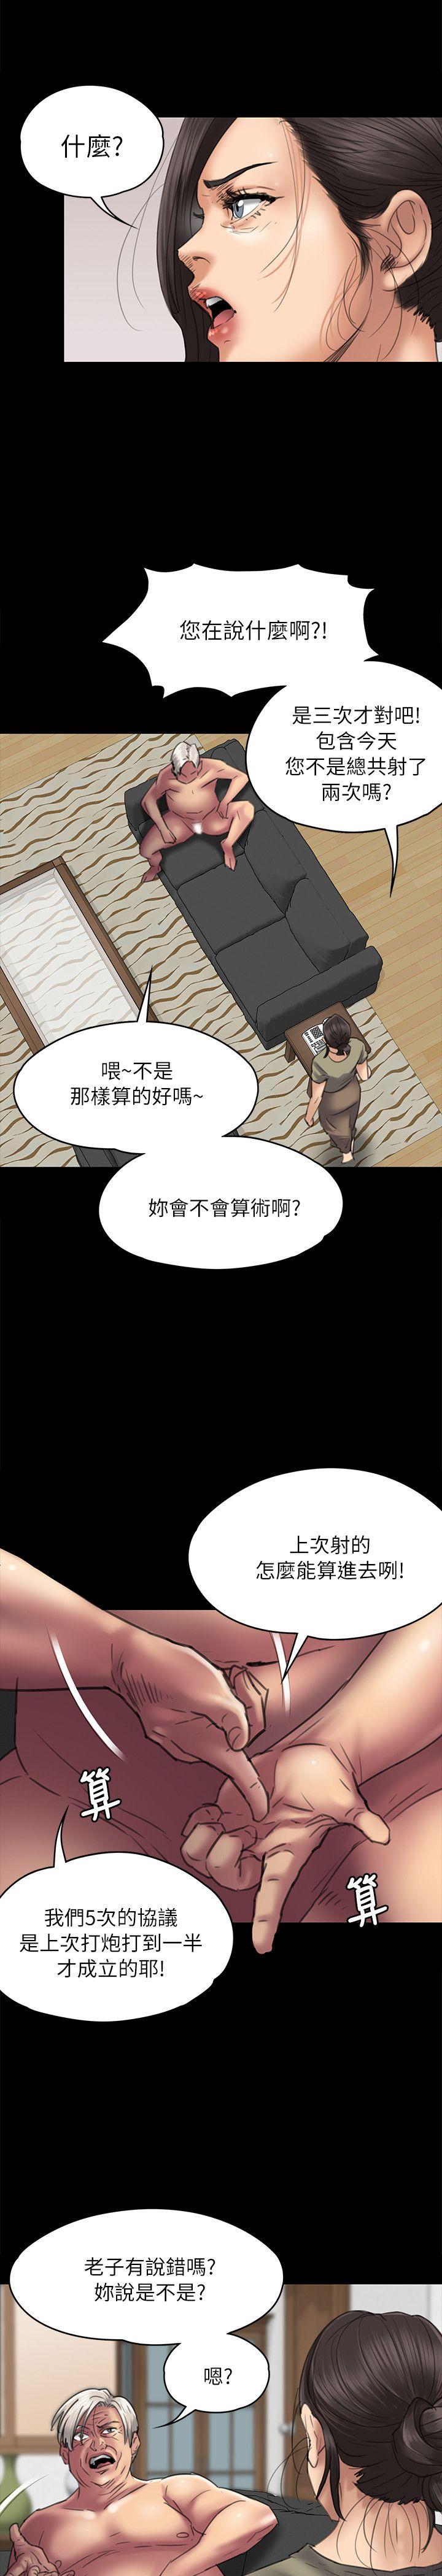 什麼?
您在說什麼啊?!
是三次才對吧!
包含今天
您不是總共射了
兩次嗎?
喂~不是
那樣算的好嗎~
妳會不會算術啊?
上次射的
怎麼能算進去咧!
算
算
我們5次的協議
是上次打炮打到一半
才成立的耶!
老子有說錯嗎?
妳說是不是?
嗯?